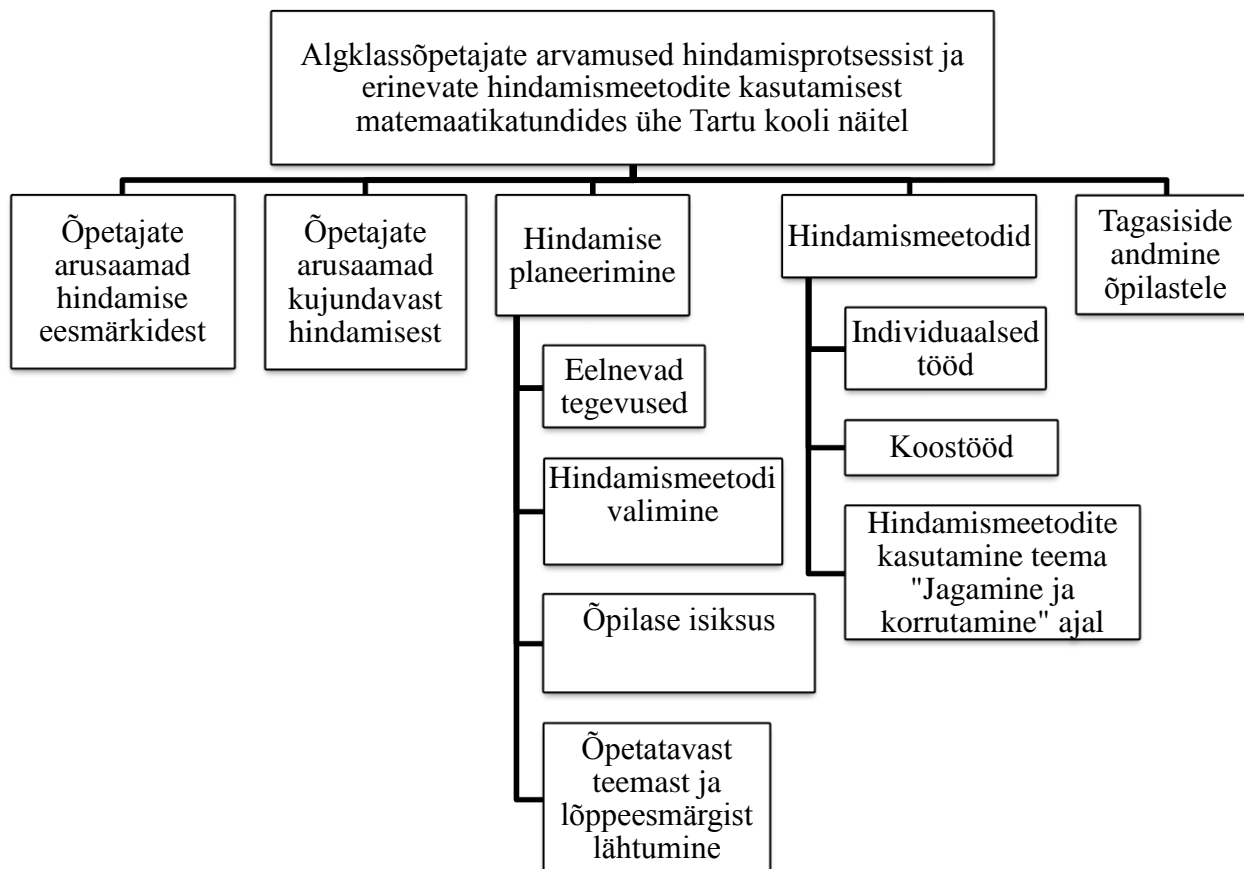 Algklassõpetajate arvamused hindamisprotsessist ja
erinevate hindamismeetodite kasutamisest
matemaatikatundides ühe Tartu kooli näitel
Õpetajate
arusaamad
hindamise
eesmärkidest
Õpetajate
arusaamad
kujundavast
hindamisest
Hindamise
planeerimine
Eelnevad
tegevused
Hindamismeetodi
valimine
Õpilase isiksus
Õpetatavast
teemast ja
lõppeesmärgist
lähtumine
Hindamismeetodid
Individuaalsed
tööd
Koostööd
Hindamismeetodite
kasutamine teema
"Jagamine ja
korrutamine" ajal
Tagasiside
andmine
õpilastele